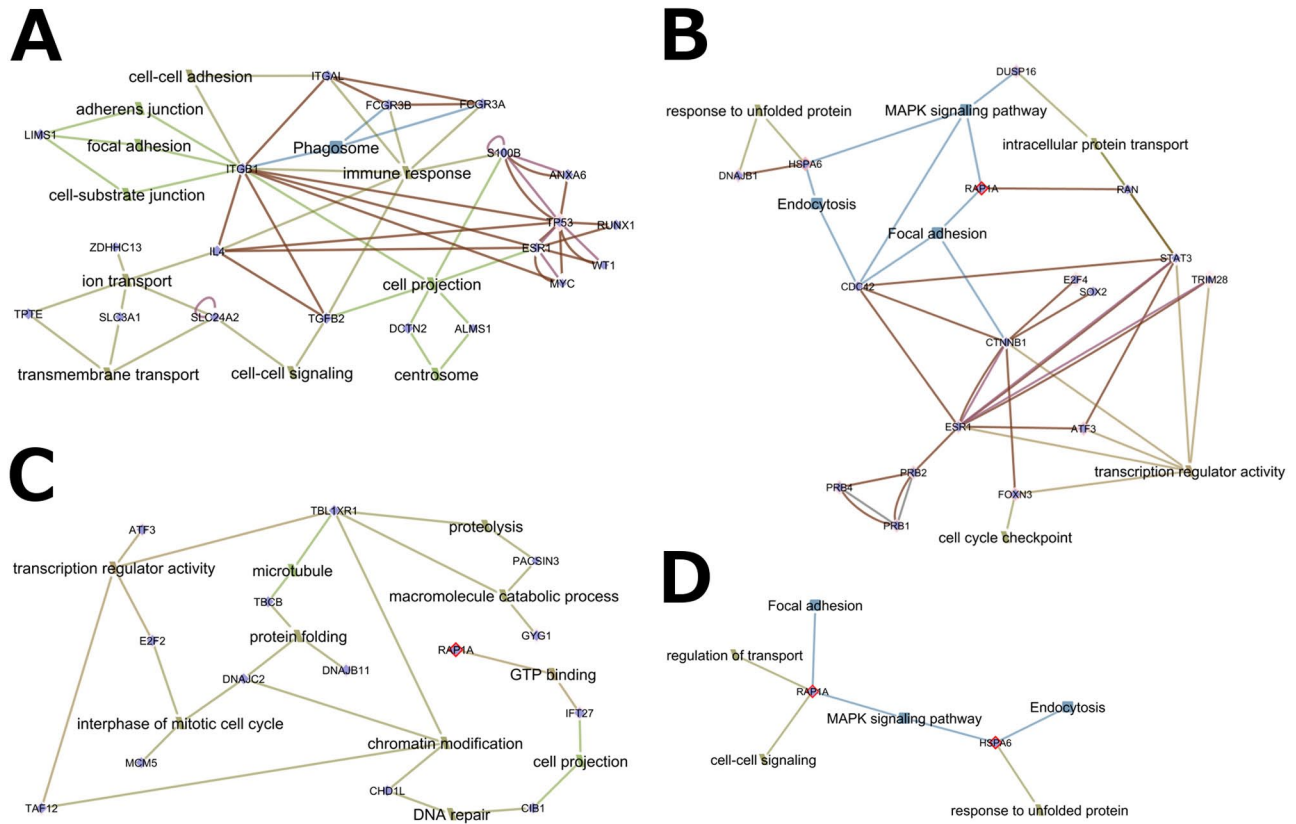 A
cell-cell adhesion
ITGAL
adherens junction
FCGR3B
FCGR3A
LIMS1
focal adhesion
Phagosome
S100B
ITGB1
immune response
ANXA6
cell-substrate junction
TP53
RUNX1
ZDHHC13
IL4
ESR1
WT1
ion transport
cell projection
MYC
TPTE
SLC3A1
SLC24A2
TGFB2
DCTN2
ALMS1
transmembrane transport
cell-cell signaling
centrosome
B
DUSP16
response to unfolded protein
MAPK signaling pathway
intracellular protein transport
DNAJB1
HSPA6
RAP1A
RAN
Endocytosis
Focal adhesion
STAT3
CDC42
E2F4
SOX2
TRIM28
CTNNB1
ESR1
ATF3
PRB2
transcription regulator activity
PRB4
FOXN3
PRB1
cell cycle checkpoint
C
TBL1XR1
ATF3
proteolysis
transcription regulator activity
microtubule
PACSIN3
TBCB
macromolecule catabolic process
E2F2
protein folding
GYG1
RAP1A
DNAJC2
DNAJB11
GTP binding
interphase of mitotic cell cycle
IFT27
chromatin modification
MCM5
cell projection
CHD1L
TAF12
DNA repair
CIB1
D
Focal adhesion
regulation of transport
RAP1A
Endocytosis
MAPK signaling pathway
HSPA6
cell-cell signaling
response to unfolded protein